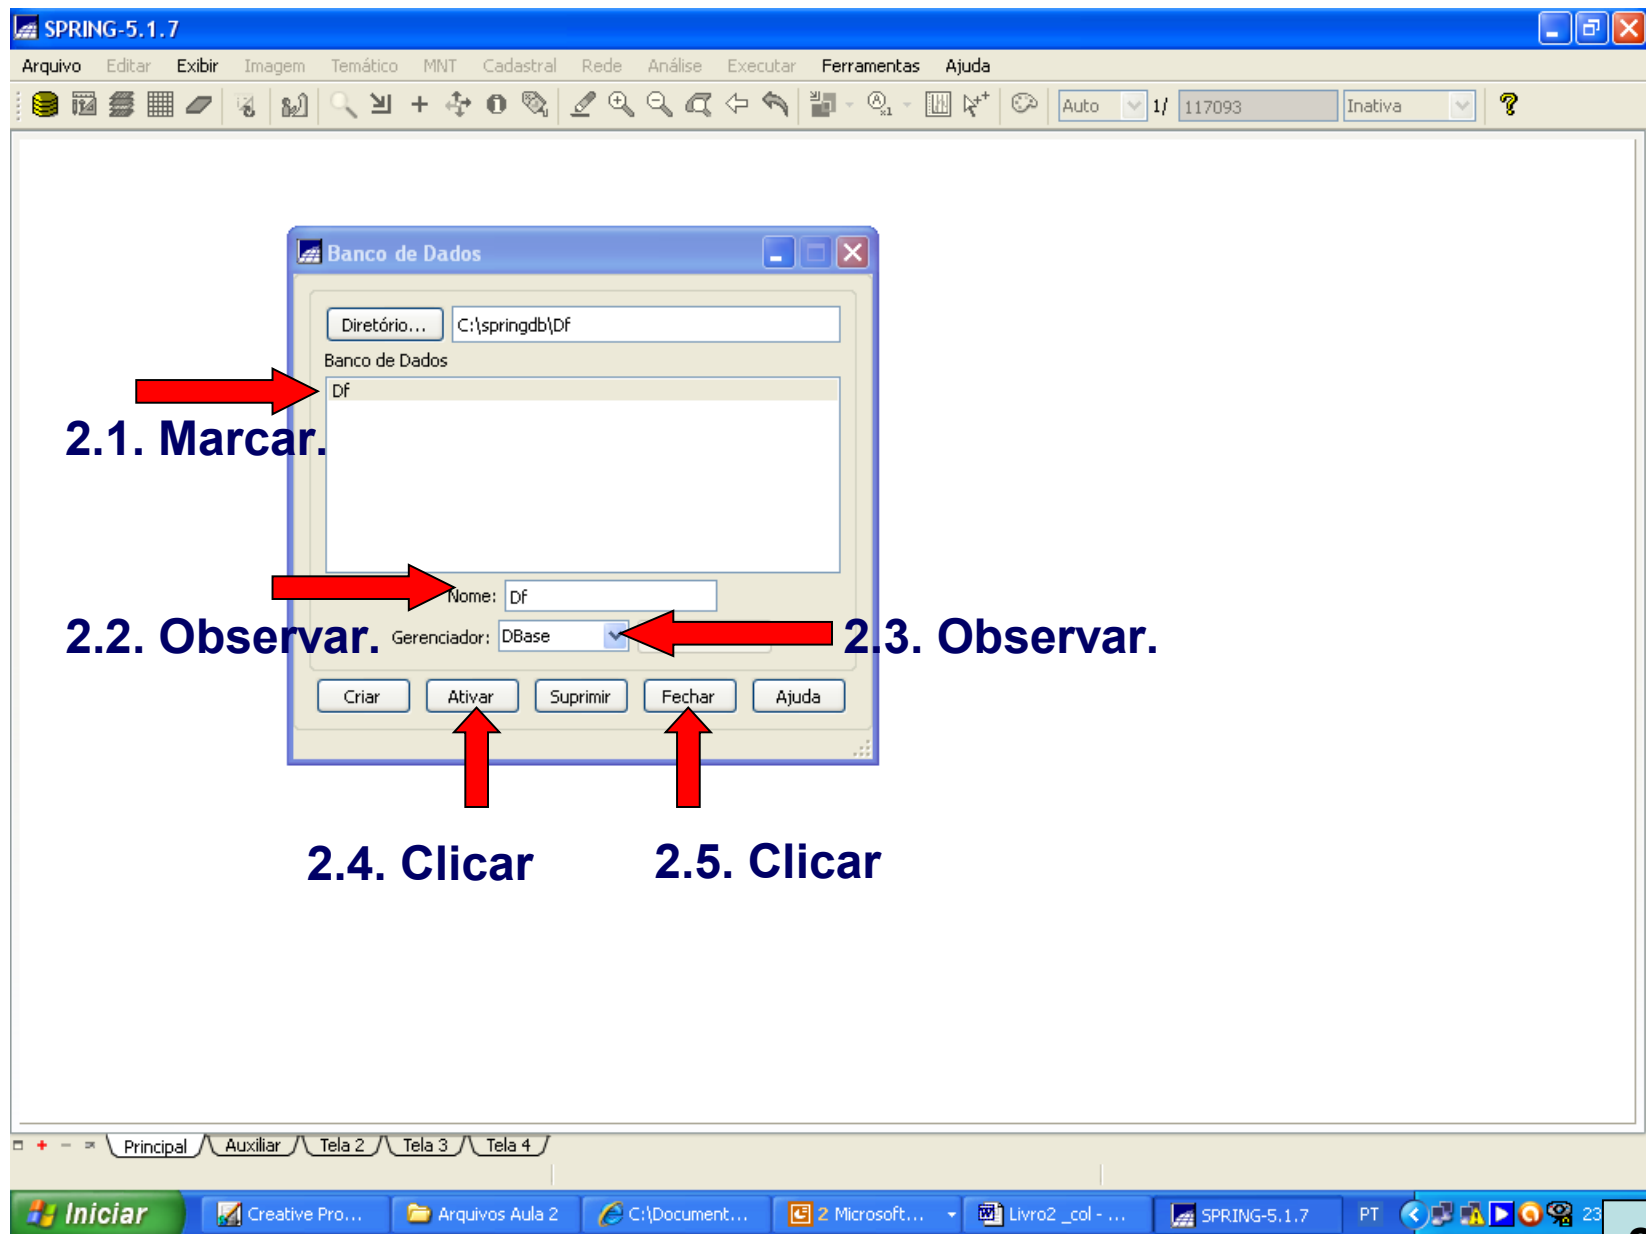 SPRING-5.1.7
Arquivo Editar Exibir Imagem Temático MNT Cadastral Rede Análise Executar Ferramentas Ajuda
Auto 1/ 117093 Inativa
Banco de Dados
Diretório... C:\springdb\Df
Banco de Dados
Df
2.1. Marcar.
Nome: Df
2.2. Observar. Gerenciador: DBase 2.3. Observar.
Criar Ativar Suprimir Fechar Ajuda
2.4. Clicar 2.5. Clicar
Principal Auxiliar Tela 2 Tela 3 Tela 4
Iniciar Creative Pro... Arquivos Aula 2 C:\Document... 2 Microsoft... Livro2 _col - ... SPRING-5.1.7 PT 23